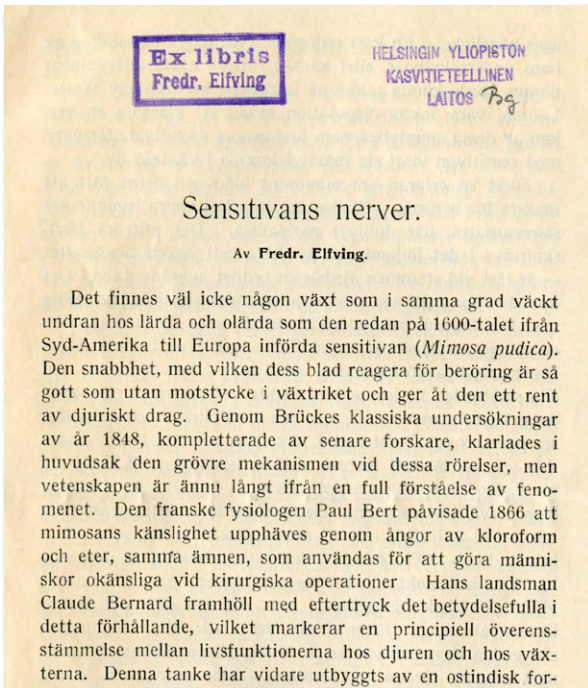 Ex libris
Fredr. Elfving
HELSINGIN YLIOPISTON
KASVITIETEELLINEN
LAITOS
Sensitivans nerver.
Av Fredr. Elfving.
Det finnes väl icke någon växt som i samma grad väckt
undran hos lärda och olärda som den redan på 1600-talet ifrån
Syd-Amerika till Europa införda sensitivan (Mimosa pudica).
Den snabbhet, med vilken dess blad reagera för beröring är så
gott som utan motstycke i växtriket och ger åt den ett rent
av djuriskt drag. Genom Brückes klassiska undersökningar
av år 1848, kompletterade av senare forskare, klarlades i
huvudsak den grövre mekanismen vid dessa rörelser, men
vetenskapen är ännu långt ifrån en full förståelse av feno-
menet. Den franske fysiologen Paul Bert påvisade 1866 att
mimosans känslighet upphäves genom ångor av kloroform
och eter, samma ämnen, som användas för att göra männi-
skor okänsliga vid kirurgiska operationer Hans landsman
Claude Bernard framhöll med eftertryck det betydelsefulla i
detta förhållande, vilket markerar en principiell överens-
stämmelse mellan livsfunktionerna hos djuren och hos väx-
terna. Denna tanke har vidare utbyggts av en ostindisk for-